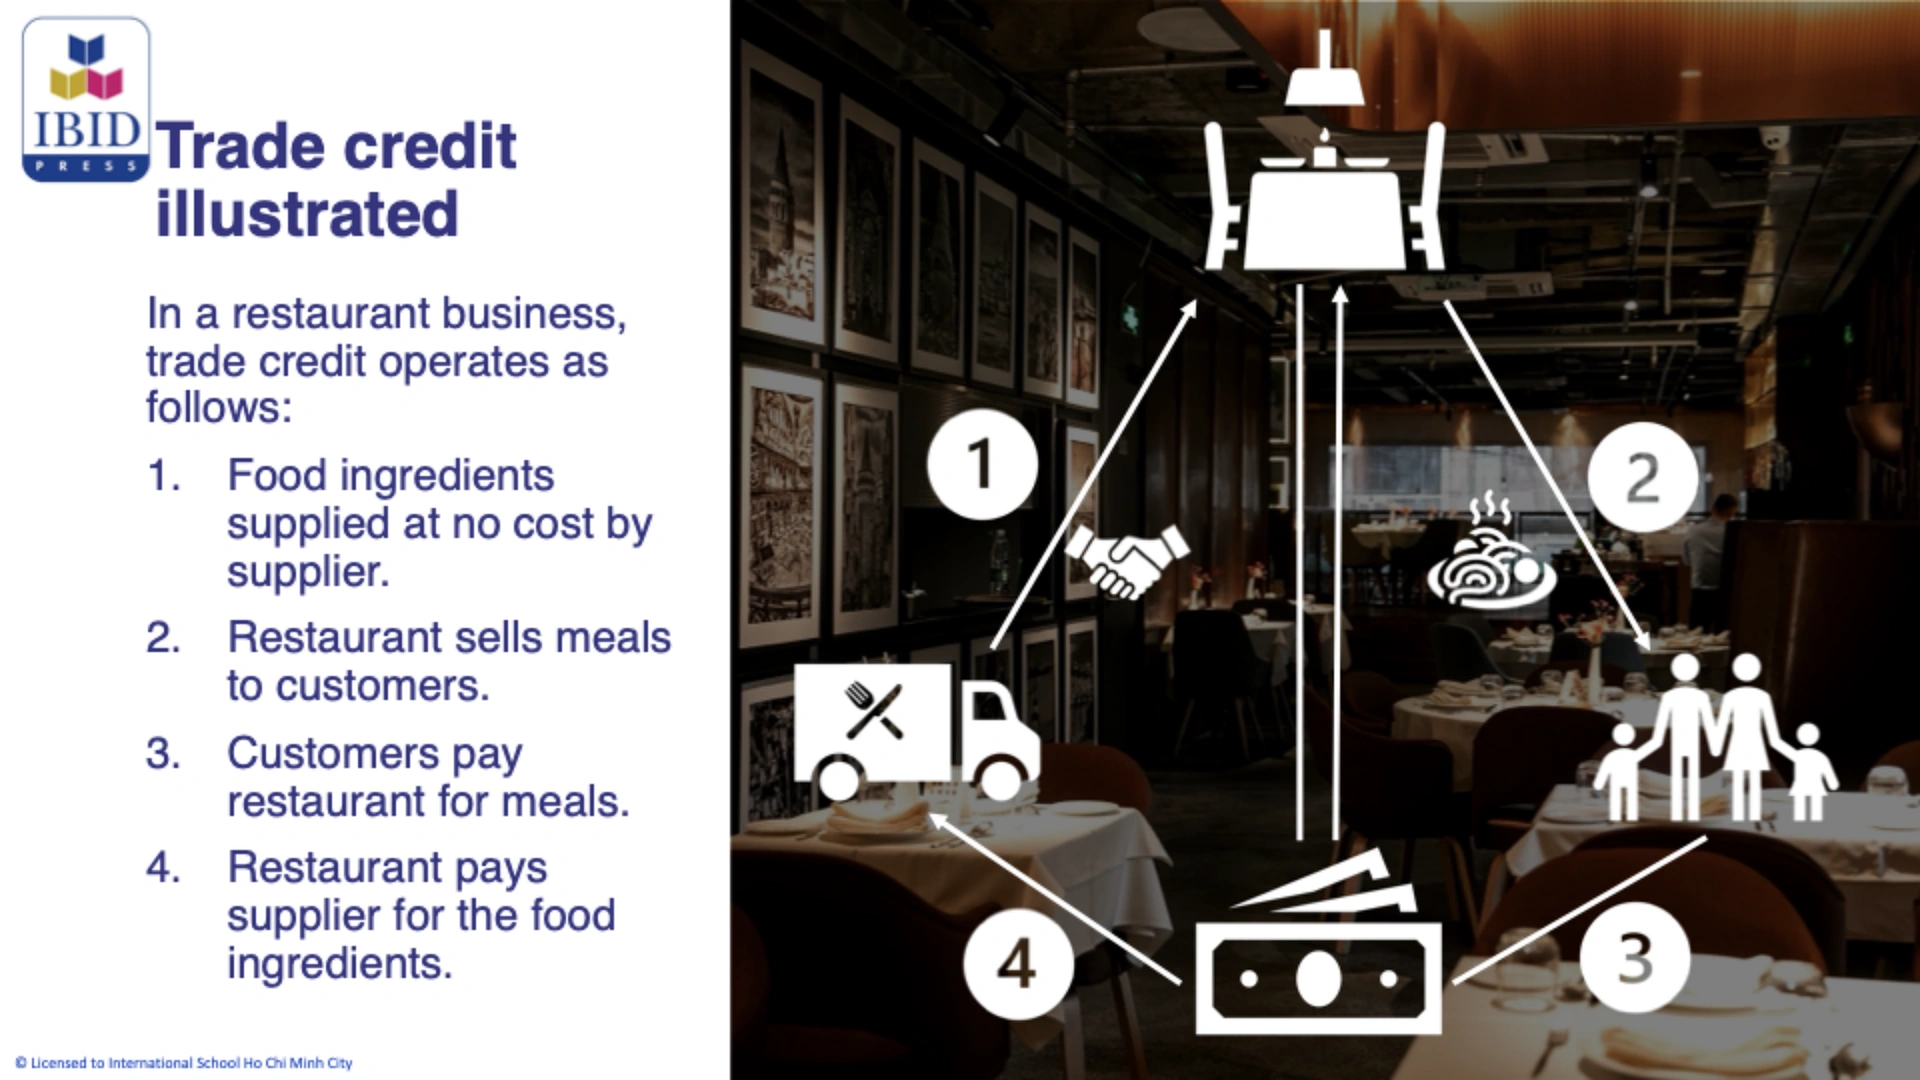 IBID
PRESS
Trade credit
illustrated
In a restaurant business,
trade credit operates as
follows:
1. Food ingredients
supplied at no cost by
supplier.
2. Restaurant sells meals
to customers.
3. Customers pay
restaurant for meals.
4. Restaurant pays
supplier for the food
ingredients.
1
2
4
3
© Licensed to International School Ho Chi Minh City